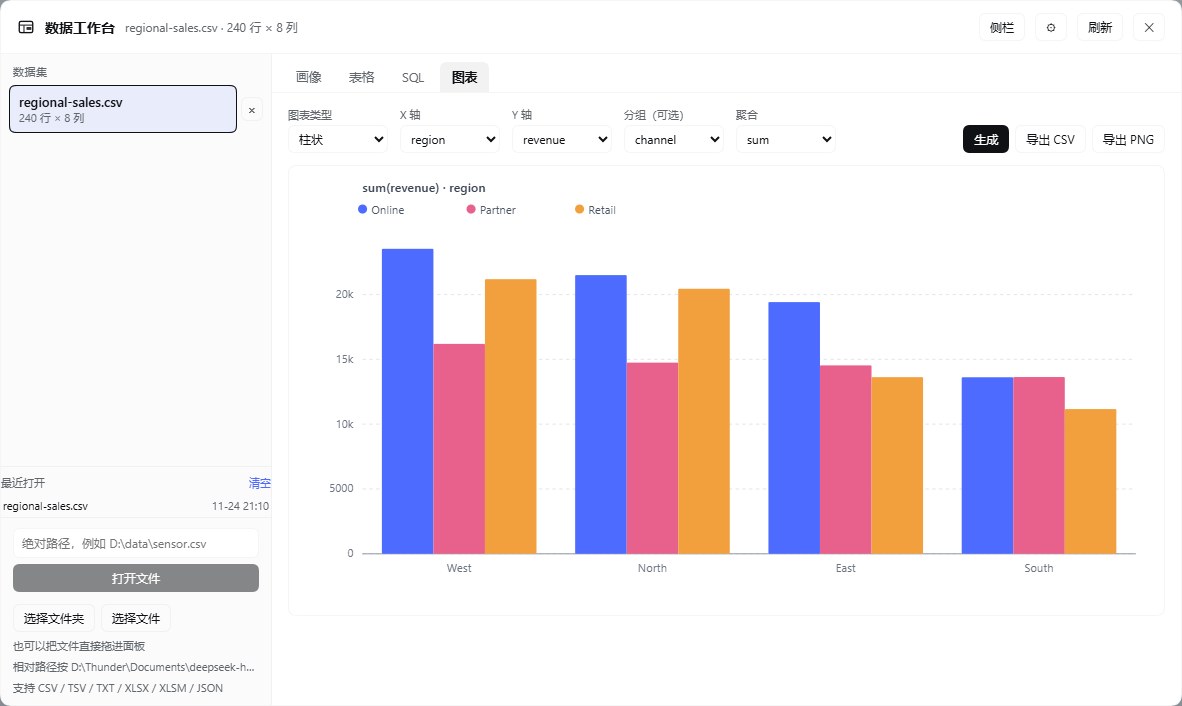 数据工作台 regional-sales.csv · 240 行 × 8 列 侧栏 刷新
数据集
regional-sales.csv
240 行 × 8 列
画像 表格 SQL 图表
图表类型 X 轴 Y 轴 分组（可选） 聚合
柱状 region revenue channel sum 生成 导出 CSV 导出 PNG
sum(revenue) · region
Online Partner Retail
20k
15k
10k
5000
0
West North East South
最近打开 清空
regional-sales.csv 11-24 21:10
绝对路径，例如 D:\data\sensor.csv
打开文件
选择文件夹 选择文件
也可以把文件直接拖进面板
相对路径按 D:\Thunder\Documents\deepseek-h...
支持 CSV / TSV / TXT / XLSX / XLSM / JSON